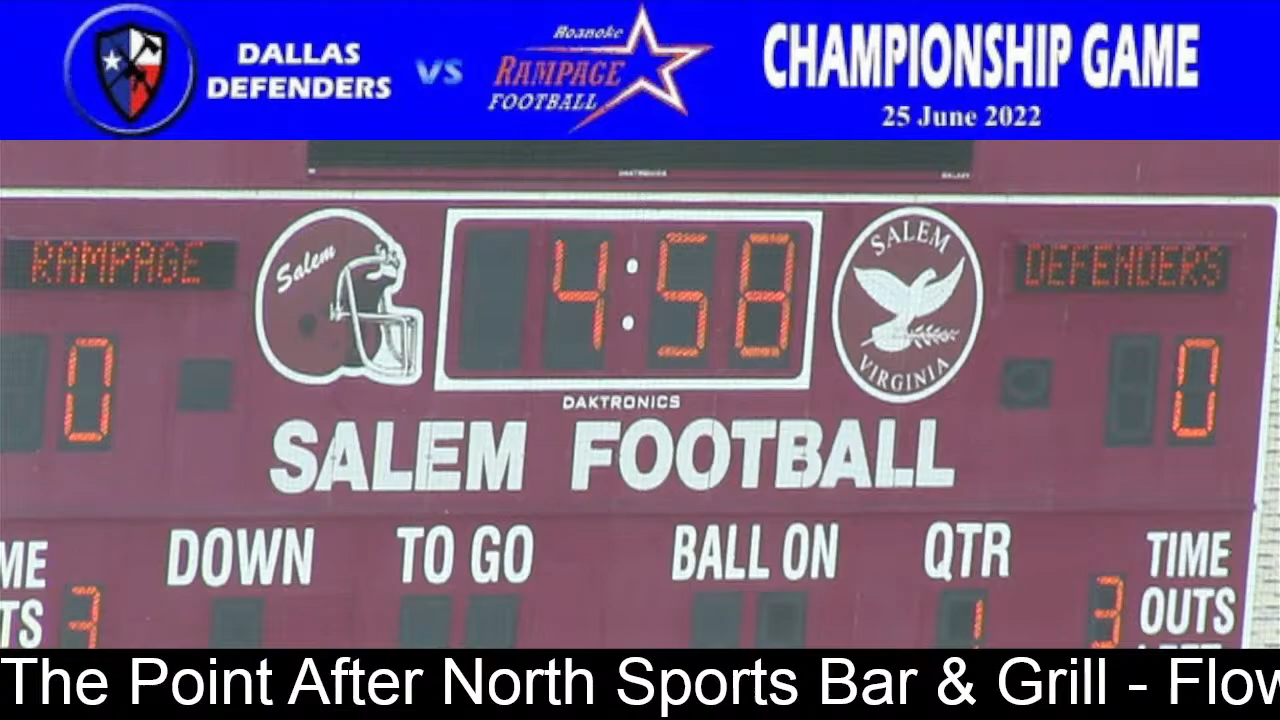 DALLAS
DEFENDERS
VS
Roanoke
RAMPAGE
FOOTBALL
CHAMPIONSHIP GAME
25 June 2022
DAKTRONICS
GALAXY
RAMPAGE
Salem
4:58
SALEM
VIRGINIA
DEFENDERS
0
0
DAKTRONICS
SALEM FOOTBALL
ME
TS
3
DOWN
TO GO
BALL ON
QTR
1
3
TIME
OUTS
The Point After North Sports Bar & Grill - Flow